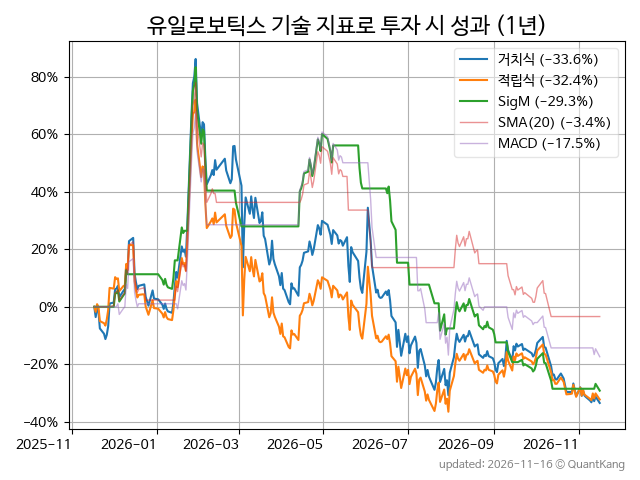 유일로보틱스 기술 지표로 투자 시 성과 (1년)
거치식 (−33.6%)
적립식 (−32.4%)
SigM (−29.3%)
SMA(20) (−3.4%)
MACD (−17.5%)
80%
60%
40%
20%
0%
−20%
−40%
2025-11 2026-01 2026-03 2026-05 2026-07 2026-09 2026-11
updated: 2026-11-16 ⓒ QuantKang